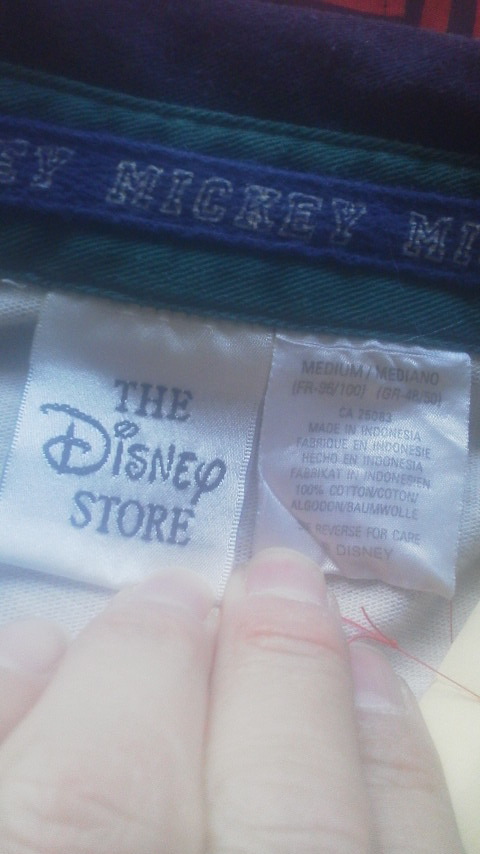 MICKEY
THE
DISNEY
STORE
MEDIUM / MEDIANO
(FR-96/100) (GR-48/50)
CA 26083
MADE IN INDONESIA
FABRIQUE EN INDONESIE
HECHO EN INDONESIA
FABRIKAT IN INDONESIEN
100% COTTON/COTON/
ALGODON/BAUMWOLLE
REVERSE FOR CARE
DISNEY